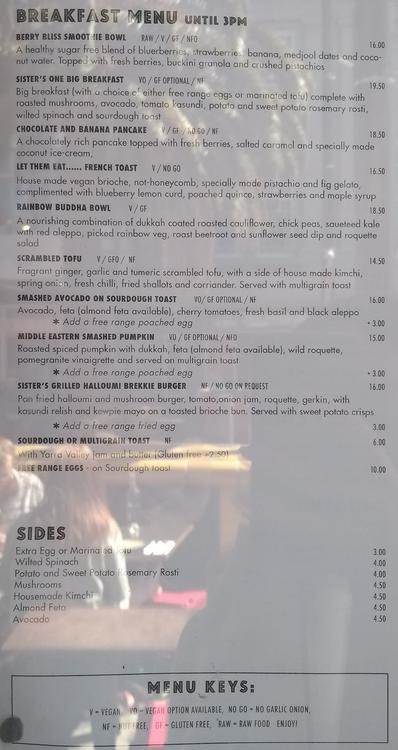 BREAKFAST MENU UNTIL 3PM
BERRY BLISS SMOOTHIE BOWL RAW / V / GF / NFO
16.00
A healthy sugar free blend of bluerberries, strawberries, banana, medjool dates and coco-
nut water. Topped with fresh berries, buckini granola and crushed pistachios
SISTER'S ONE BIG BREAKFAST VO / GF OPTIONAL / NF
19.50
Big breakfast (with a choice of either free range eggs or marinated tofu) complete with
roasted mushrooms, avocado, tomato kasundi, potato and sweet potato rosemary rosti,
wilted spinach and sourdough toast
CHOCOLATE AND BANANA PANCAKE V / GF / NO GO / NF
18.50
A chocolately rich pancake topped with fresh berries, salted caramel and specially made
coconut ice-cream,
LET THEM EAT...... FRENCH TOAST V / NO GO
16.50
House made vegan brioche, not-honeycomb, specially made pistachio and fig gelato,
complimented with blueberry lemon curd, poached quince, strawberries and maple syrup
RAINBOW BUDDHA BOWL V / GF
18.50
A nourishing combination of dukkah coated roasted cauliflower, chick peas, sauteed kale
with red aleppo, picked rainbow veg, roast beetroot and sunflower seed dip and roquette
salad
SCRAMBLED TOFU V / GFO / NF
14.50
Fragrant ginger, garlic and tumeric scrambled tofu, with a side of house made kimchi,
spring onion, fresh chilli, fried shallots and corriander. Served with multigrain toast
SMASHED AVOCADO ON SOURDOUGH TOAST VO/ GF OPTIONAL / NF
16.00
Avocado, feta (almond feta available), cherry tomatoes, fresh basil and black aleppo
* Add a free range poached egg + 3.00
MIDDLE EASTERN SMASHED PUMPKIN VO / GF OPTIONAL / NFO 15.00
Roasted spiced pumpkin with dukkah, feta (almond feta available), wild roquette,
pomegranite vinaigrette and served on multigrain toast
* Add a free range poached egg + 3.00
SISTER'S GRILLED HALLOUMI BREKKIE BURGER NF / NO GO ON REQUEST 16.00
Pan fried halloumi and mushroom burger, tomato,onion jam, roquette, gerkin, with
kasundi relish and kewpie mayo on a toasted brioche bun. Served with sweet potato crisps
* Add a free range fried egg 3.00
SOURDOUGH OR MULTIGRAIN TOAST NF 6.00
With Yarra Valley jam and butter (Gluten free +2.50)
FREE RANGE EGGS - on Sourdough toast 10.00
SIDES
Extra Egg or Marinated Tofu 3.00
Wilted Spinach 4.00
Potato and Sweet Potato Rosemary Rosti 4.00
Mushrooms 4.50
Housemade Kimchi 4.50
Almond Feta 4.50
Avocado 4.50
MENU KEYS:
V = VEGAN, VO = VEGAN OPTION AVAILABLE, NO GO = NO GARLIC ONION,
NF = NUT FREE, GF = GLUTEN FREE, RAW = RAW FOOD ENJOY!